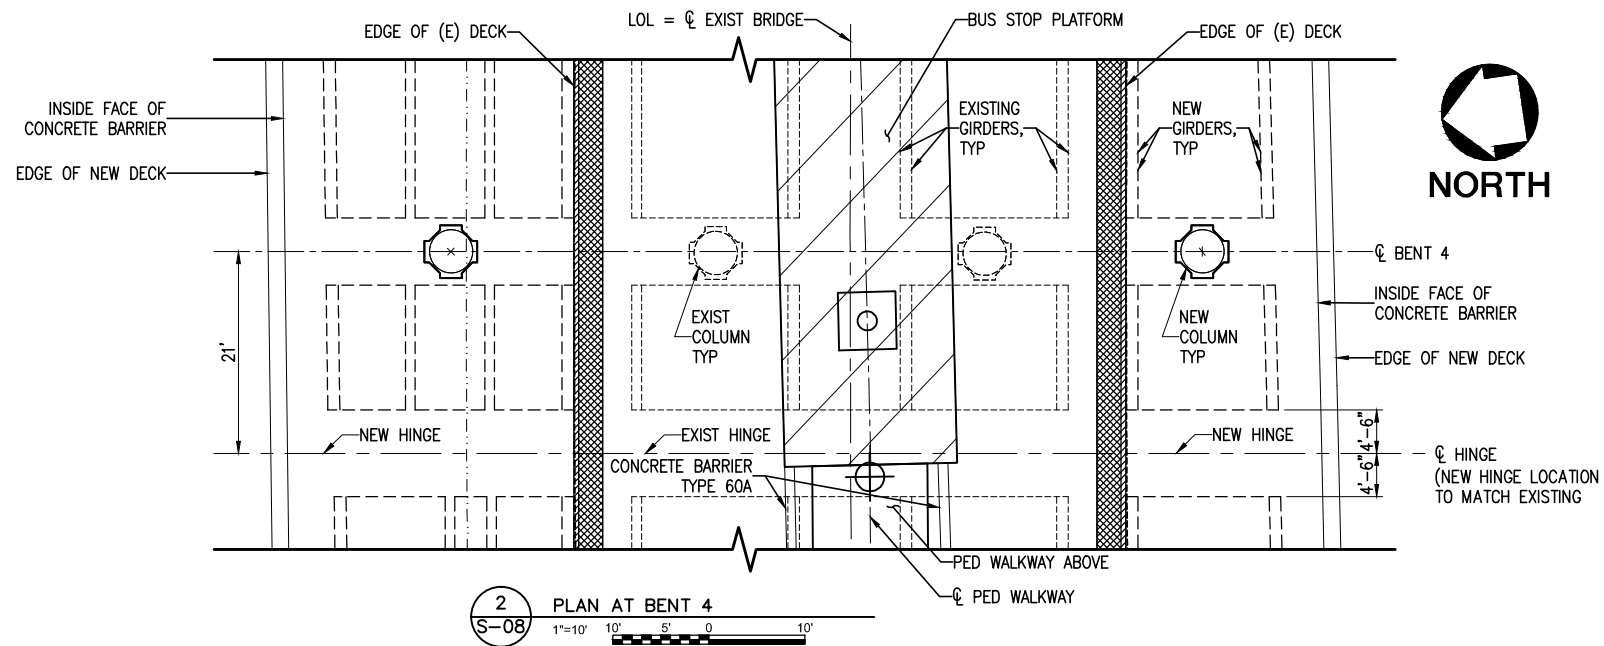 LOL = ℄ EXIST BRIDGE
BUS STOP PLATFORM
EDGE OF (E) DECK
EDGE OF (E) DECK
INSIDE FACE OF
CONCRETE BARRIER
EXISTING
GIRDERS,
TYP
NEW
GIRDERS,
TYP
EDGE OF NEW DECK
NORTH
℄ BENT 4
INSIDE FACE OF
CONCRETE BARRIER
EXIST
COLUMN
TYP
NEW
COLUMN
TYP
21'
EDGE OF NEW DECK
NEW HINGE
EXIST HINGE
NEW HINGE
4'-6"
4'-6"
℄ HINGE
(NEW HINGE LOCATION
TO MATCH EXISTING
CONCRETE BARRIER
TYPE 60A
PED WALKWAY ABOVE
℄ PED WALKWAY
2
S-08
PLAN AT BENT 4
1"=10'
10' 5' 0 10'